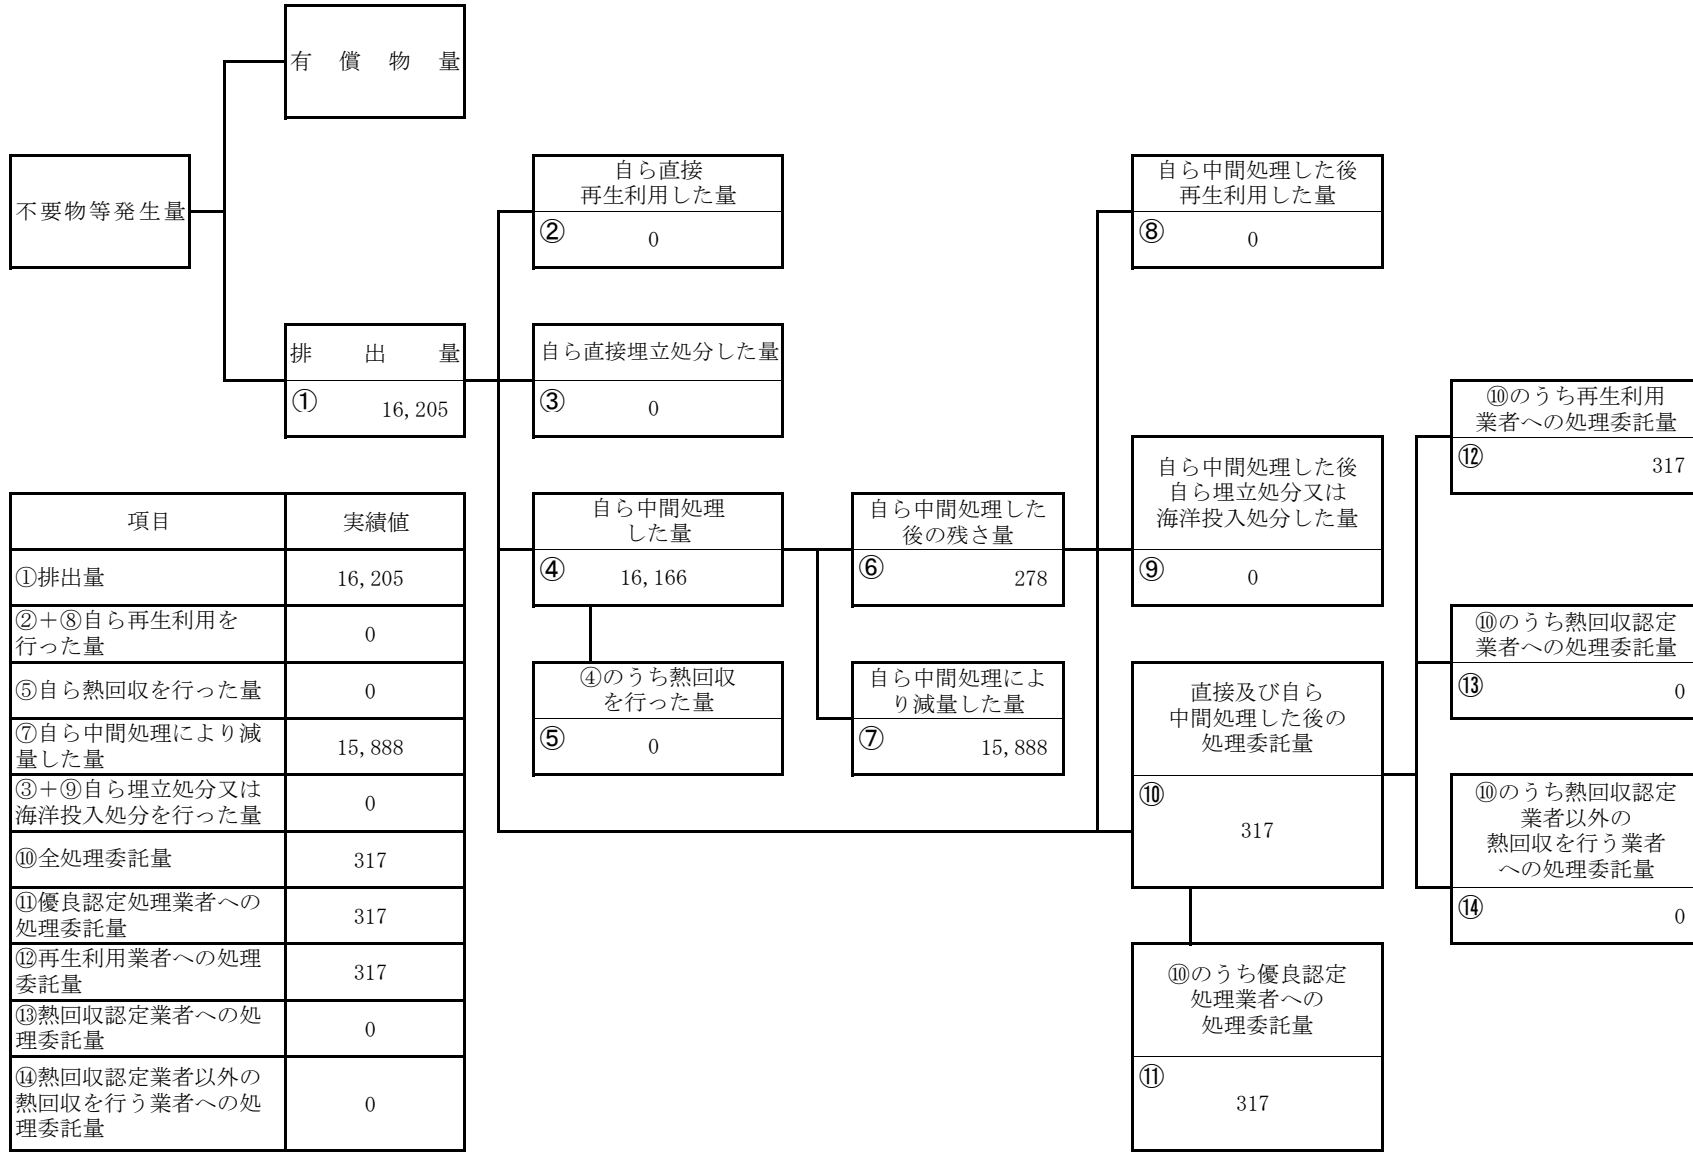 有償物量
不要物等発生量
排出量
① 16,205
自ら直接
再生利用した量
② 0
自ら直接埋立処分した量
③ 0
自ら中間処理
した量
④ 16,166
④のうち熱回収
を行った量
⑤ 0
自ら中間処理した
後の残さ量
⑥ 278
自ら中間処理によ
り減量した量
⑦ 15,888
自ら中間処理した後
再生利用した量
⑧ 0
自ら中間処理した後
自ら埋立処分又は
海洋投入処分した量
⑨ 0
直接及び自ら
中間処理した後の
処理委託量
⑩
317
⑩のうち優良認定
処理業者への
処理委託量
⑪
317
⑩のうち再生利用
業者への処理委託量
⑫ 317
⑩のうち熱回収認定
業者への処理委託量
⑬ 0
⑩のうち熱回収認定
業者以外の
熱回収を行う業者
への処理委託量
⑭ 0
項目 実績値
①排出量 16,205
②＋⑧自ら再生利用を
行った量 0
⑤自ら熱回収を行った量 0
⑦自ら中間処理により減
量した量 15,888
③＋⑨自ら埋立処分又は
海洋投入処分を行った量 0
⑩全処理委託量 317
⑪優良認定処理業者への
処理委託量 317
⑫再生利用業者への処理
委託量 317
⑬熱回収認定業者への処
理委託量 0
⑭熱回収認定業者以外の
熱回収を行う業者への処
理委託量 0